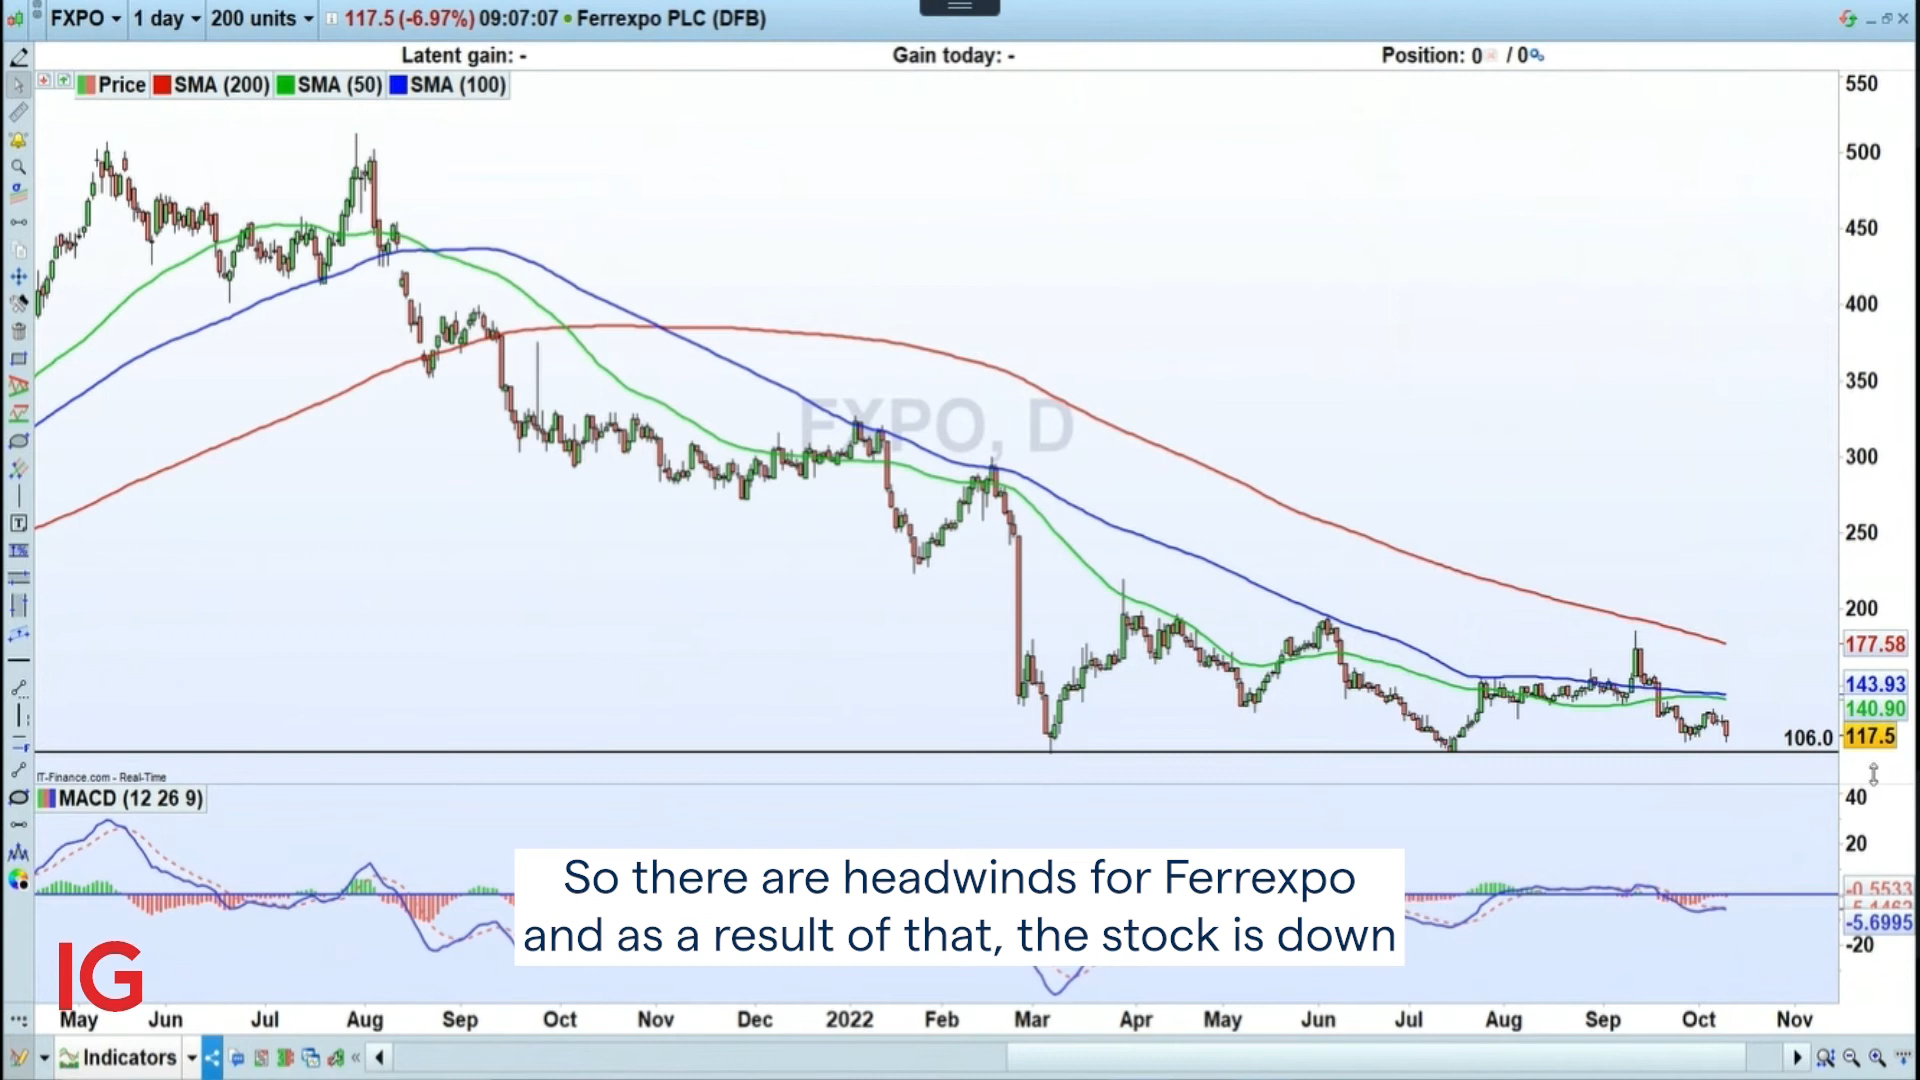 FXPO 1 day 200 units 117.5 (-6.97%) 09:07:07 Ferrexpo PLC (DFB)
Latent gain: - Gain today: - Position: 0 / 0
Price SMA (200) SMA (50) SMA (100)
550
500
450
400
FXPO, D
350
300
250
200
177.58
143.93
140.90
106.0 117.5
IT-Finance.com - Real-Time
MACD (12 26 9)
40
20
-0.5533
-5.6995
-20
So there are headwinds for Ferrexpo
and as a result of that, the stock is down
IG
May Jun Jul Aug Sep Oct Nov Dec 2022 Feb Mar Apr May Jun Jul Aug Sep Oct Nov
Indicators